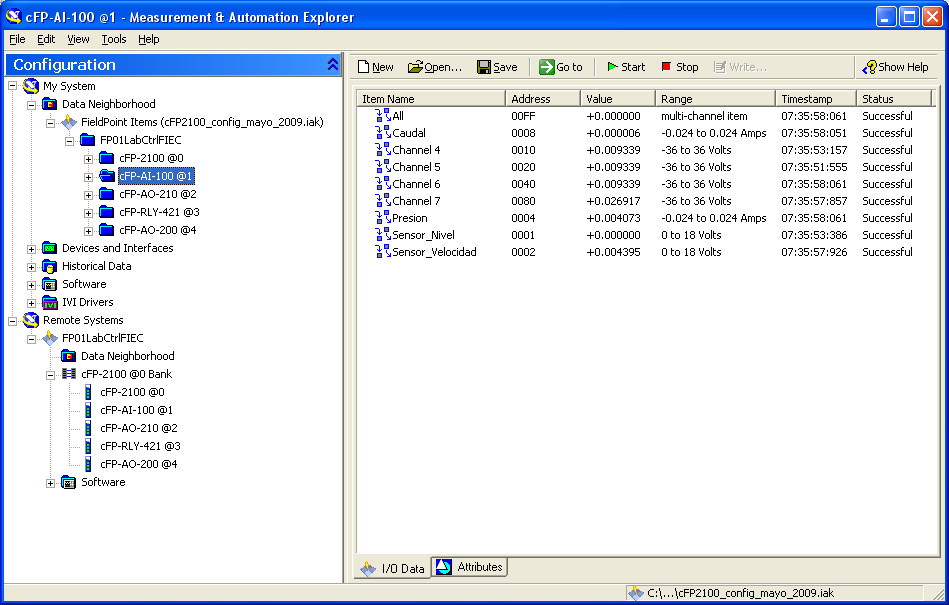 cFP-AI-100 @1 - Measurement & Automation Explorer
File Edit View Tools Help
Configuration
My System
Data Neighborhood
FieldPoint Items (cFP2100_config_mayo_2009.iak)
FP01LabCtrlFIEC
cFP-2100 @0
cFP-AI-100 @1
cFP-AO-210 @2
cFP-RLY-421 @3
cFP-AO-200 @4
Devices and Interfaces
Historical Data
Software
IVI Drivers
Remote Systems
FP01LabCtrlFIEC
Data Neighborhood
cFP-2100 @0 Bank
cFP-2100 @0
cFP-AI-100 @1
cFP-AO-210 @2
cFP-RLY-421 @3
cFP-AO-200 @4
Software
New Open... Save Go to Start Stop Write... Show Help
Item Name Address Value Range Timestamp Status
All 00FF +0.000000 multi-channel item 07:35:58:061 Successful
Caudal 0008 +0.000006 -0.024 to 0.024 Amps 07:35:58:051 Successful
Channel 4 0010 +0.009339 -36 to 36 Volts 07:35:53:157 Successful
Channel 5 0020 +0.009339 -36 to 36 Volts 07:35:51:555 Successful
Channel 6 0040 +0.009339 -36 to 36 Volts 07:35:58:061 Successful
Channel 7 0080 +0.026917 -36 to 36 Volts 07:35:57:857 Successful
Presion 0004 +0.004073 -0.024 to 0.024 Amps 07:35:58:061 Successful
Sensor_Nivel 0001 +0.000000 0 to 18 Volts 07:35:53:386 Successful
Sensor_Velocidad 0002 +0.004395 0 to 18 Volts 07:35:57:926 Successful
I/O Data Attributes
C:\...\cFP2100_config_mayo_2009.iak